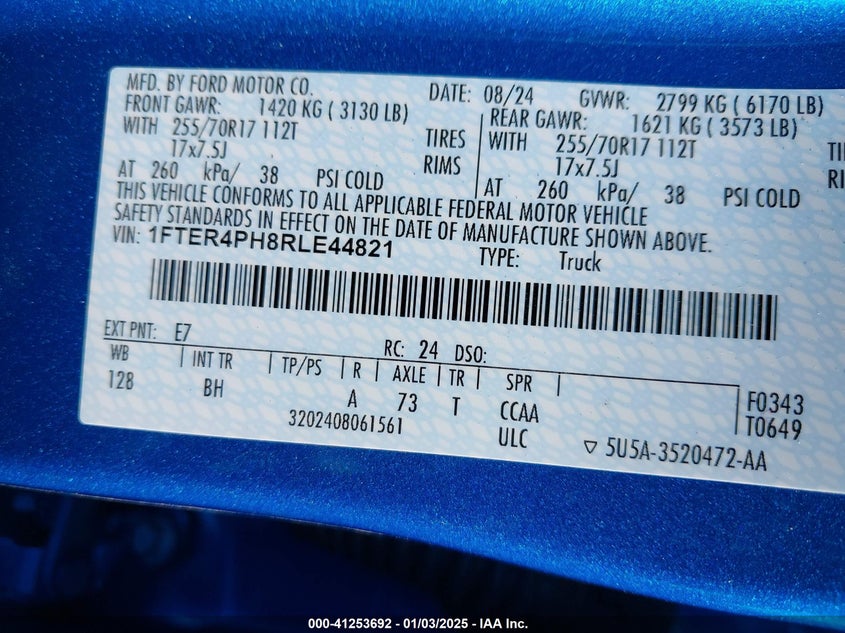 MFD. BY FORD MOTOR CO. DATE: 08/24 GVWR: 2799 KG ( 6170 LB)
FRONT GAWR: 1420 KG ( 3130 LB) REAR GAWR: 1621 KG ( 3573 LB)
WITH 255/70R17 112T TIRES WITH 255/70R17 112T
17x7.5J RIMS 17x7.5J
AT 260 kPa/ 38 PSI COLD AT 260 kPa/ 38 PSI COLD
THIS VEHICLE CONFORMS TO ALL APPLICABLE FEDERAL MOTOR VEHICLE
SAFETY STANDARDS IN EFFECT ON THE DATE OF MANUFACTURE SHOWN ABOVE.
VIN: 1FTER4PH8RLE44821 TYPE: Truck
EXT PNT: E7 RC: 24 DSO:
WB INT TR TP/PS R AXLE TR SPR
128 BH A 73 T CCAA F0343
3202408061561 ULC T0649
▽ 5U5A-3520472-AA
000-41253692 - 01/03/2025 - IAA Inc.